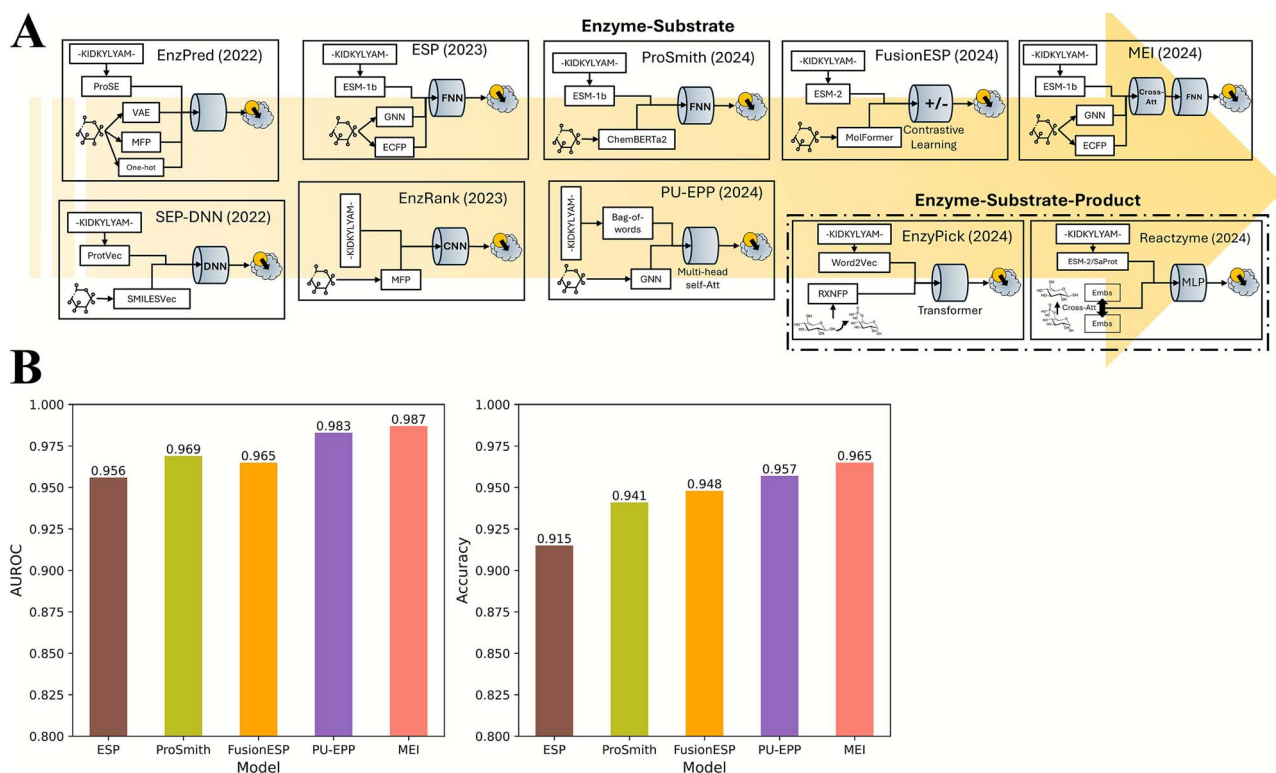 A
Enzyme-Substrate
EnzPred (2022)
-KIDKYLYAM-
ProSE
VAE
MFP
One-hot
ESP (2023)
-KIDKYLYAM-
ESM-1b
GNN
ECFP
FNN
ProSmith (2024)
-KIDKYLYAM-
ESM-1b
ChemBERTa2
FNN
FusionESP (2024)
-KIDKYLYAM-
ESM-2
MolFormer
+/-
Contrastive
Learning
MEI (2024)
-KIDKYLYAM-
ESM-1b
GNN
ECFP
Cross-
Att
FNN
SEP-DNN (2022)
-KIDKYLYAM-
ProtVec
SMILESVec
DNN
EnzRank (2023)
-KIDKYLYAM-
MFP
CNN
PU-EPP (2024)
-KIDKYLYAM-
Bag-of-
words
GNN
Multi-head
self-Att
Enzyme-Substrate-Product
EnzyPick (2024)
-KIDKYLYAM-
Word2Vec
RXNFP
Transformer
Reactzyme (2024)
-KIDKYLYAM-
ESM-2/SaProt
Embs
Cross-Att
Embs
MLP
B
AUROC
1.000
0.975
0.950
0.925
0.900
0.875
0.850
0.825
0.800
0.956
0.969
0.965
0.983
0.987
ESP
ProSmith
FusionESP
PU-EPP
MEI
Model
Accuracy
1.000
0.975
0.950
0.925
0.900
0.875
0.850
0.825
0.800
0.915
0.941
0.948
0.957
0.965
ESP
ProSmith
FusionESP
PU-EPP
MEI
Model